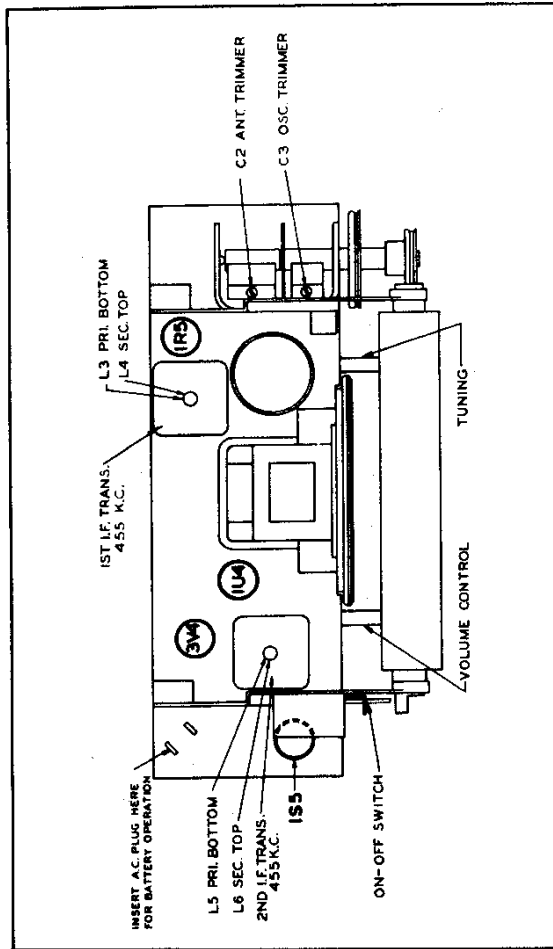 INSERT A.C. PLUG HERE
FOR BATTERY OPERATION
L5 PRI. BOTTOM
L6 SEC. TOP
2ND I.F. TRANS.
455 K.C.
1S5
ON-OFF SWITCH
3V4
1U4
1ST I.F. TRANS.
455 K.C.
L3 PRI. BOTTOM
L4 SEC. TOP
1R5
C2 ANT. TRIMMER
C3 OSC. TRIMMER
VOLUME CONTROL
TUNING